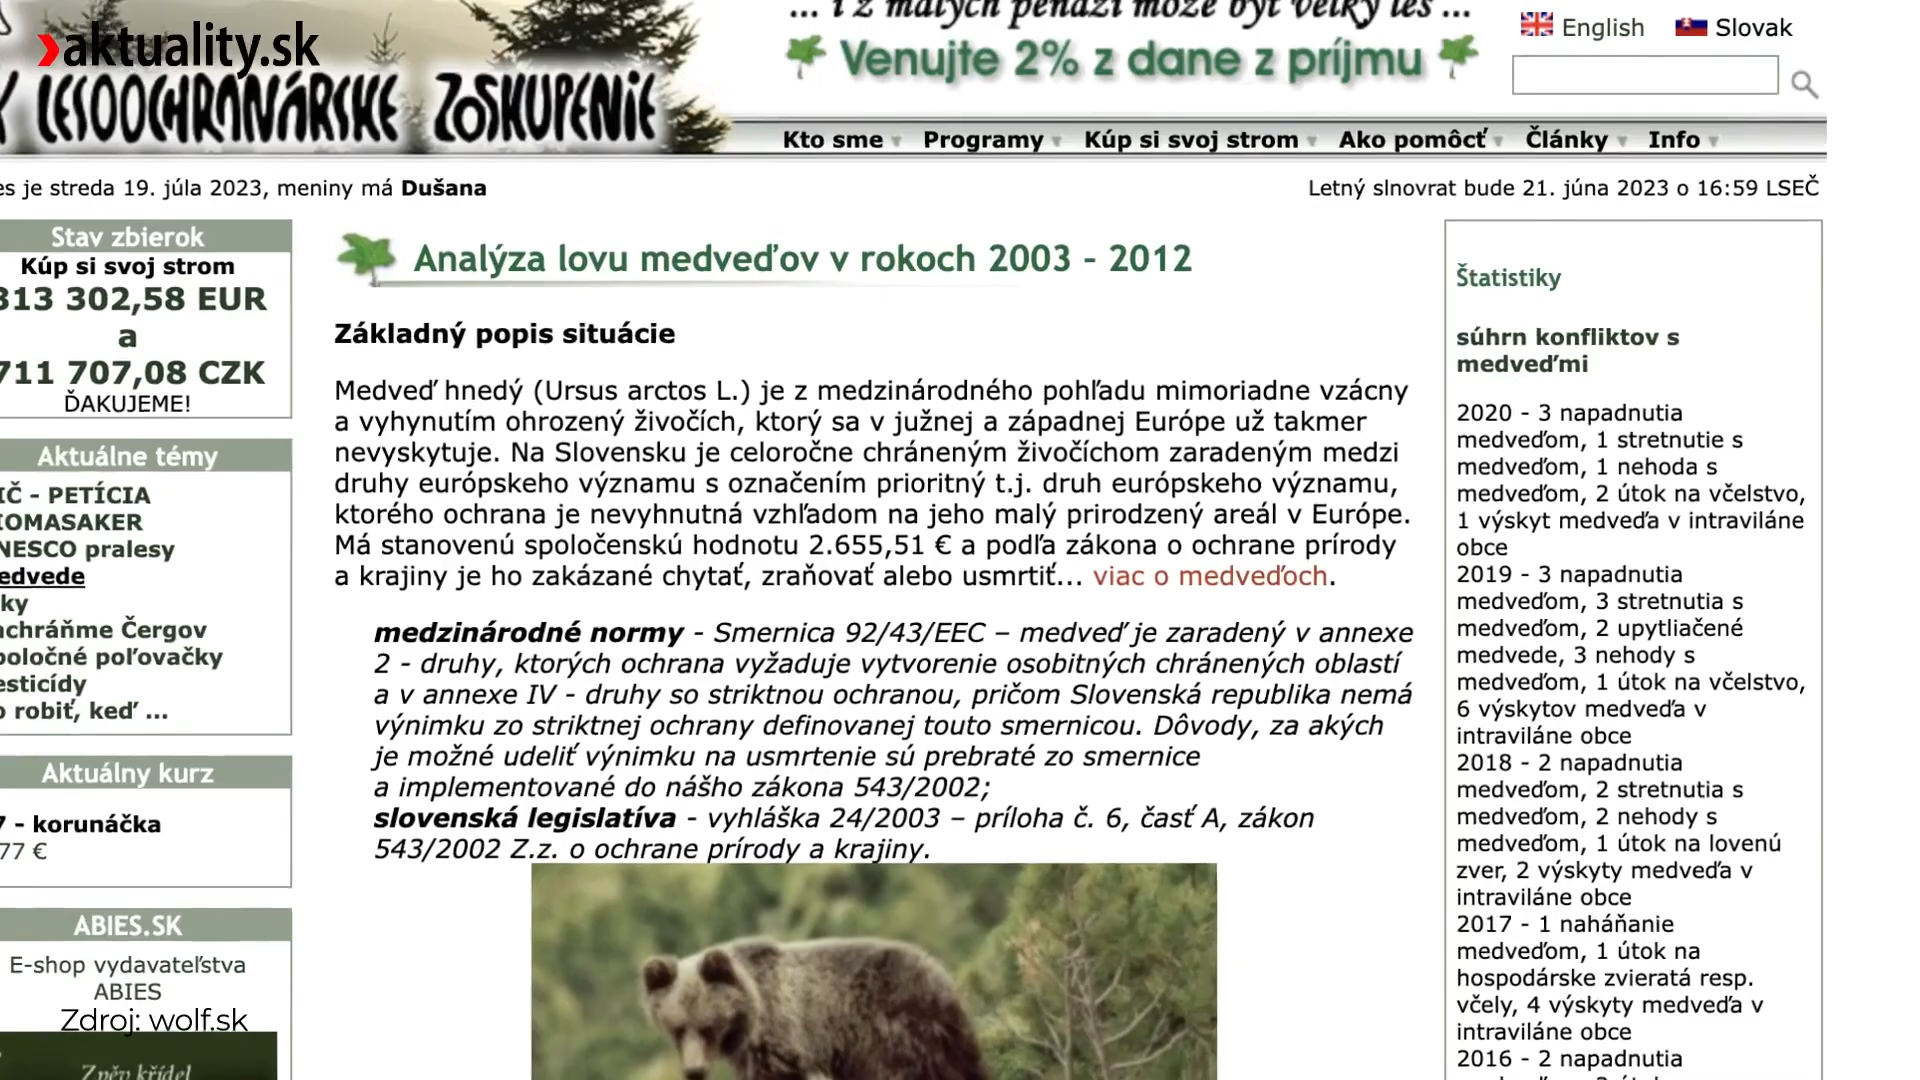 aktuality.sk
LESOOCHRANÁRSKE ZOSKUPENIE
... i z malých peňazí môže byť veľký les ...
Venujte 2% z dane z príjmu
English Slovak
Kto sme Programy Kúp si svoj strom Ako pomôcť Články Info
je streda 19. júla 2023, meniny má Dušana
Letný slnovrat bude 21. júna 2023 o 16:59 LSEČ
Stav zbierok
Kúp si svoj strom
313 302,58 EUR
a
711 707,08 CZK
ĎAKUJEME!
Aktuálne témy
- PETÍCIA
pralesy
robiť, keď ...
Aktuálny kurz
- korunáčka
77 €
ABIES.SK
E-shop vydavateľstva
ABIES
Zdroj: wolf.sk
Zpěv křídel
Analýza lovu medveďov v rokoch 2003 - 2012
Základný popis situácie
Medveď hnedý (Ursus arctos L.) je z medzinárodného pohľadu mimoriadne vzácny
a vyhynutím ohrozený živočích, ktorý sa v južnej a západnej Európe už takmer
nevyskytuje. Na Slovensku je celoročne chráneným živočíchom zaradeným medzi
druhy európskeho významu s označením prioritný t.j. druh európskeho významu,
ktorého ochrana je nevyhnutná vzhľadom na jeho malý prirodzený areál v Európe.
Má stanovenú spoločenskú hodnotu 2.655,51 € a podľa zákona o ochrane prírody
a krajiny je ho zakázané chytať, zraňovať alebo usmrtiť... viac o medveďoch.
medzinárodné normy - Smernica 92/43/EEC – medveď je zaradený v annexe
2 - druhy, ktorých ochrana vyžaduje vytvorenie osobitných chránených oblastí
a v annexe IV - druhy so striktnou ochranou, pričom Slovenská republika nemá
výnimku zo striktnej ochrany definovanej touto smernicou. Dôvody, za akých
je možné udeliť výnimku na usmrtenie sú prebraté zo smernice
a implementované do nášho zákona 543/2002;
slovenská legislatíva - vyhláška 24/2003 – príloha č. 6, časť A, zákon
543/2002 Z.z. o ochrane prírody a krajiny.
Štatistiky
súhrn konfliktov s
medveďmi
2020 - 3 napadnutia
medveďom, 1 stretnutie s
medveďom, 1 nehoda s
medveďom, 2 útok na včelstvo,
1 výskyt medveďa v intraviláne
obce
2019 - 3 napadnutia
medveďom, 3 stretnutia s
medveďom, 2 upytliačené
medvede, 3 nehody s
medveďom, 1 útok na včelstvo,
6 výskytov medveďa v
intraviláne obce
2018 - 2 napadnutia
medveďom, 2 stretnutia s
medveďom, 2 nehody s
medveďom, 1 útok na lovenú
zver, 2 výskyty medveďa v
intraviláne obce
2017 - 1 naháňanie
medveďom, 1 útok na
hospodárske zvieratá resp.
včely, 4 výskyty medveďa v
intraviláne obce
2016 - 2 napadnutia